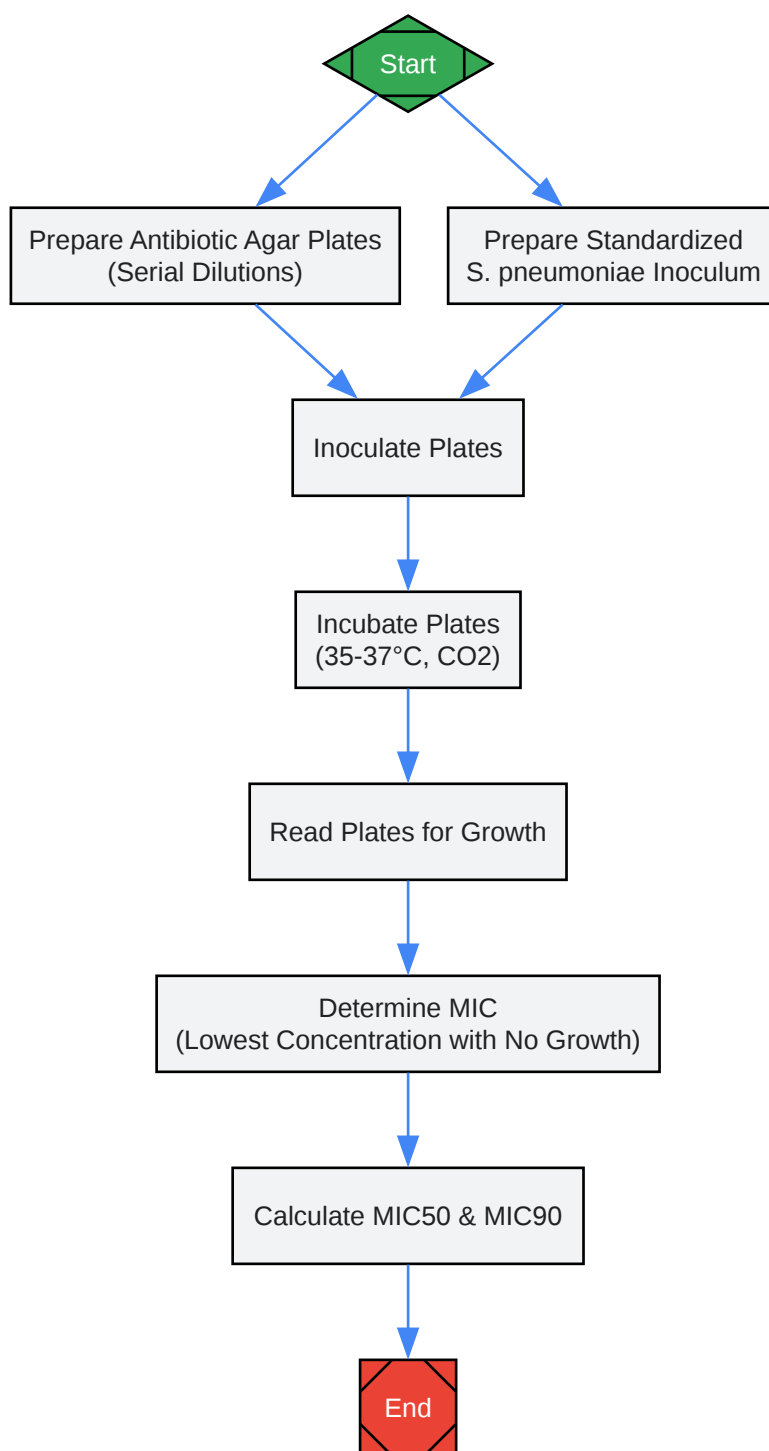 Start
Prepare Antibiotic Agar Plates
(Serial Dilutions)
Prepare Standardized
S. pneumoniae Inoculum
Inoculate Plates
Incubate Plates
(35-37°C, CO2)
Read Plates for Growth
Determine MIC
(Lowest Concentration with No Growth)
Calculate MIC50 & MIC90
End